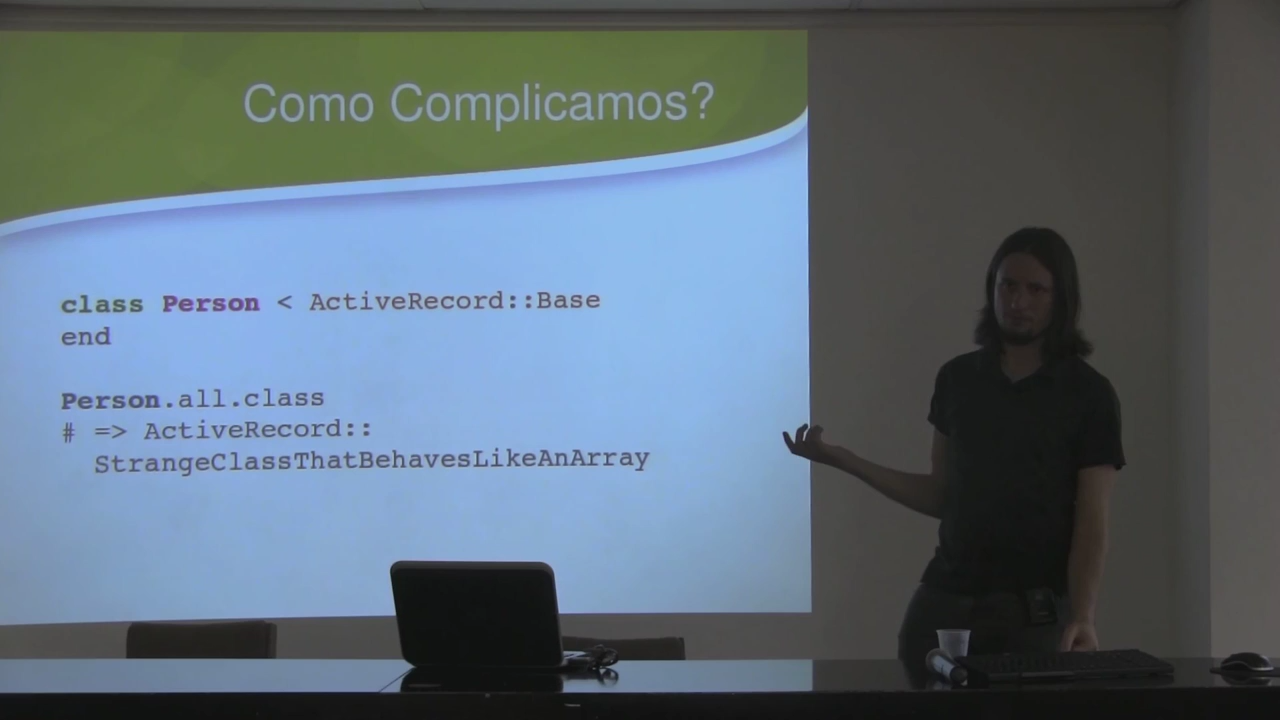 Como Complicamos?
class Person < ActiveRecord::Base
end
Person.all.class
# => ActiveRecord::
StrangeClassThatBehavesLikeAnArray